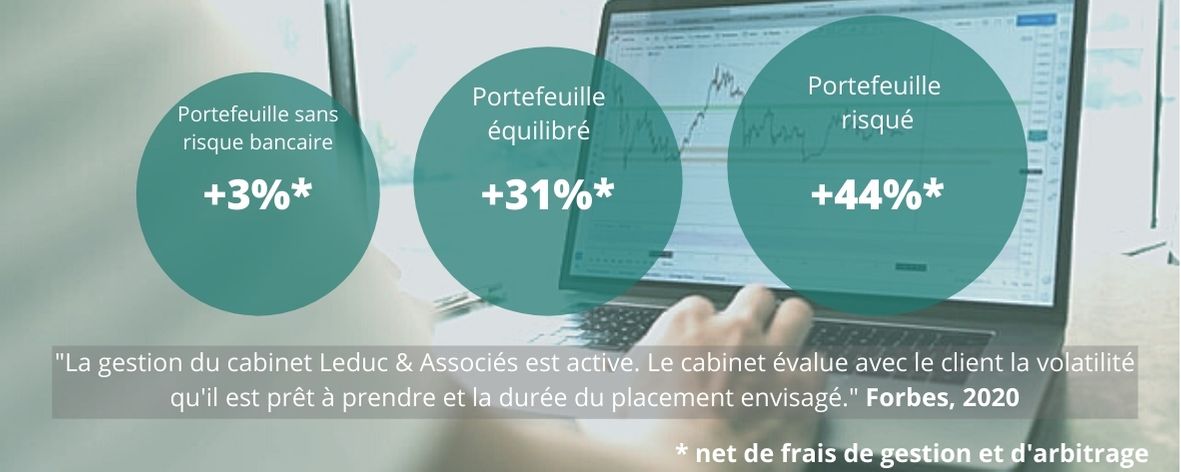 Portefeuille sans
risque bancaire
+3%*
Portefeuille
équilibré
+31%*
Portefeuille
risqué
+44%*
"La gestion du cabinet Leduc & Associés est active. Le cabinet évalue avec le client la volatilité
qu'il est prêt à prendre et la durée du placement envisagé." Forbes, 2020
* net de frais de gestion et d'arbitrage